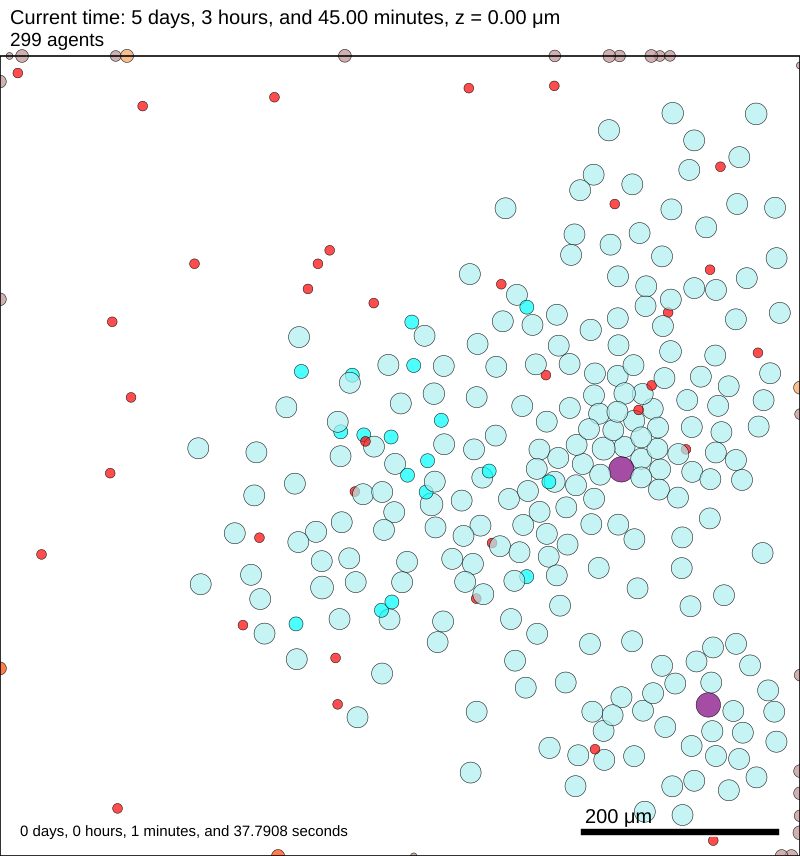 Current time: 5 days, 3 hours, and 45.00 minutes, z = 0.00 μm
299 agents
200 μm
0 days, 0 hours, 1 minutes, and 37.7908 seconds